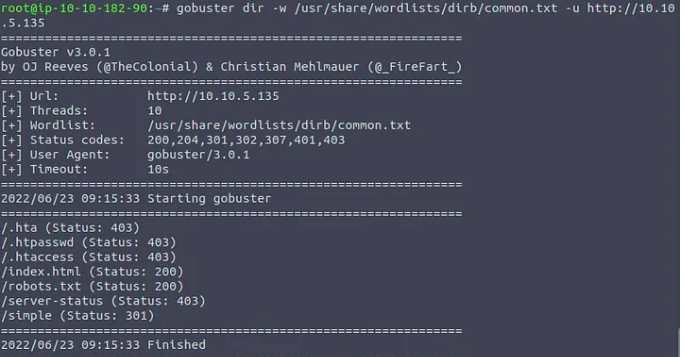 root@ip-10-10-182-90:~# gobuster dir -w /usr/share/wordlists/dirb/common.txt -u http://10.10
.5.135
===============================================================
Gobuster v3.0.1
by OJ Reeves (@TheColonial) & Christian Mehlmauer (@_FireFart_)
===============================================================
[+] Url:            http://10.10.5.135
[+] Threads:        10
[+] Wordlist:       /usr/share/wordlists/dirb/common.txt
[+] Status codes:   200,204,301,302,307,401,403
[+] User Agent:     gobuster/3.0.1
[+] Timeout:        10s
===============================================================
2022/06/23 09:15:33 Starting gobuster
===============================================================
/.hta (Status: 403)
/.htpasswd (Status: 403)
/.htaccess (Status: 403)
/index.html (Status: 200)
/robots.txt (Status: 200)
/server-status (Status: 403)
/simple (Status: 301)
===============================================================
2022/06/23 09:15:33 Finished